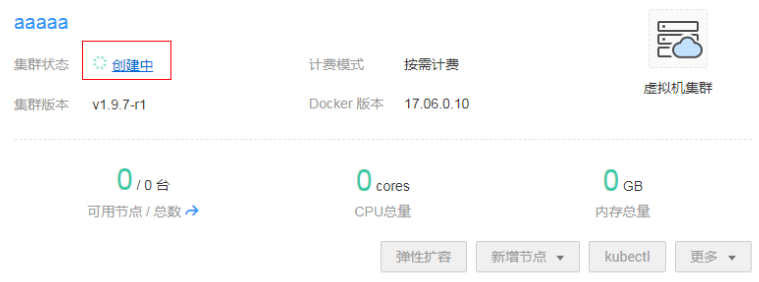 aaaaa
集群状态 创建中 计费模式 按需计费
虚拟机集群
集群版本 v1.9.7-r1 Docker 版本 17.06.0.10
0 / 0 台 0 cores 0 GB
可用节点 / 总数 CPU总量 内存总量
弹性扩容 新增节点 kubectl 更多